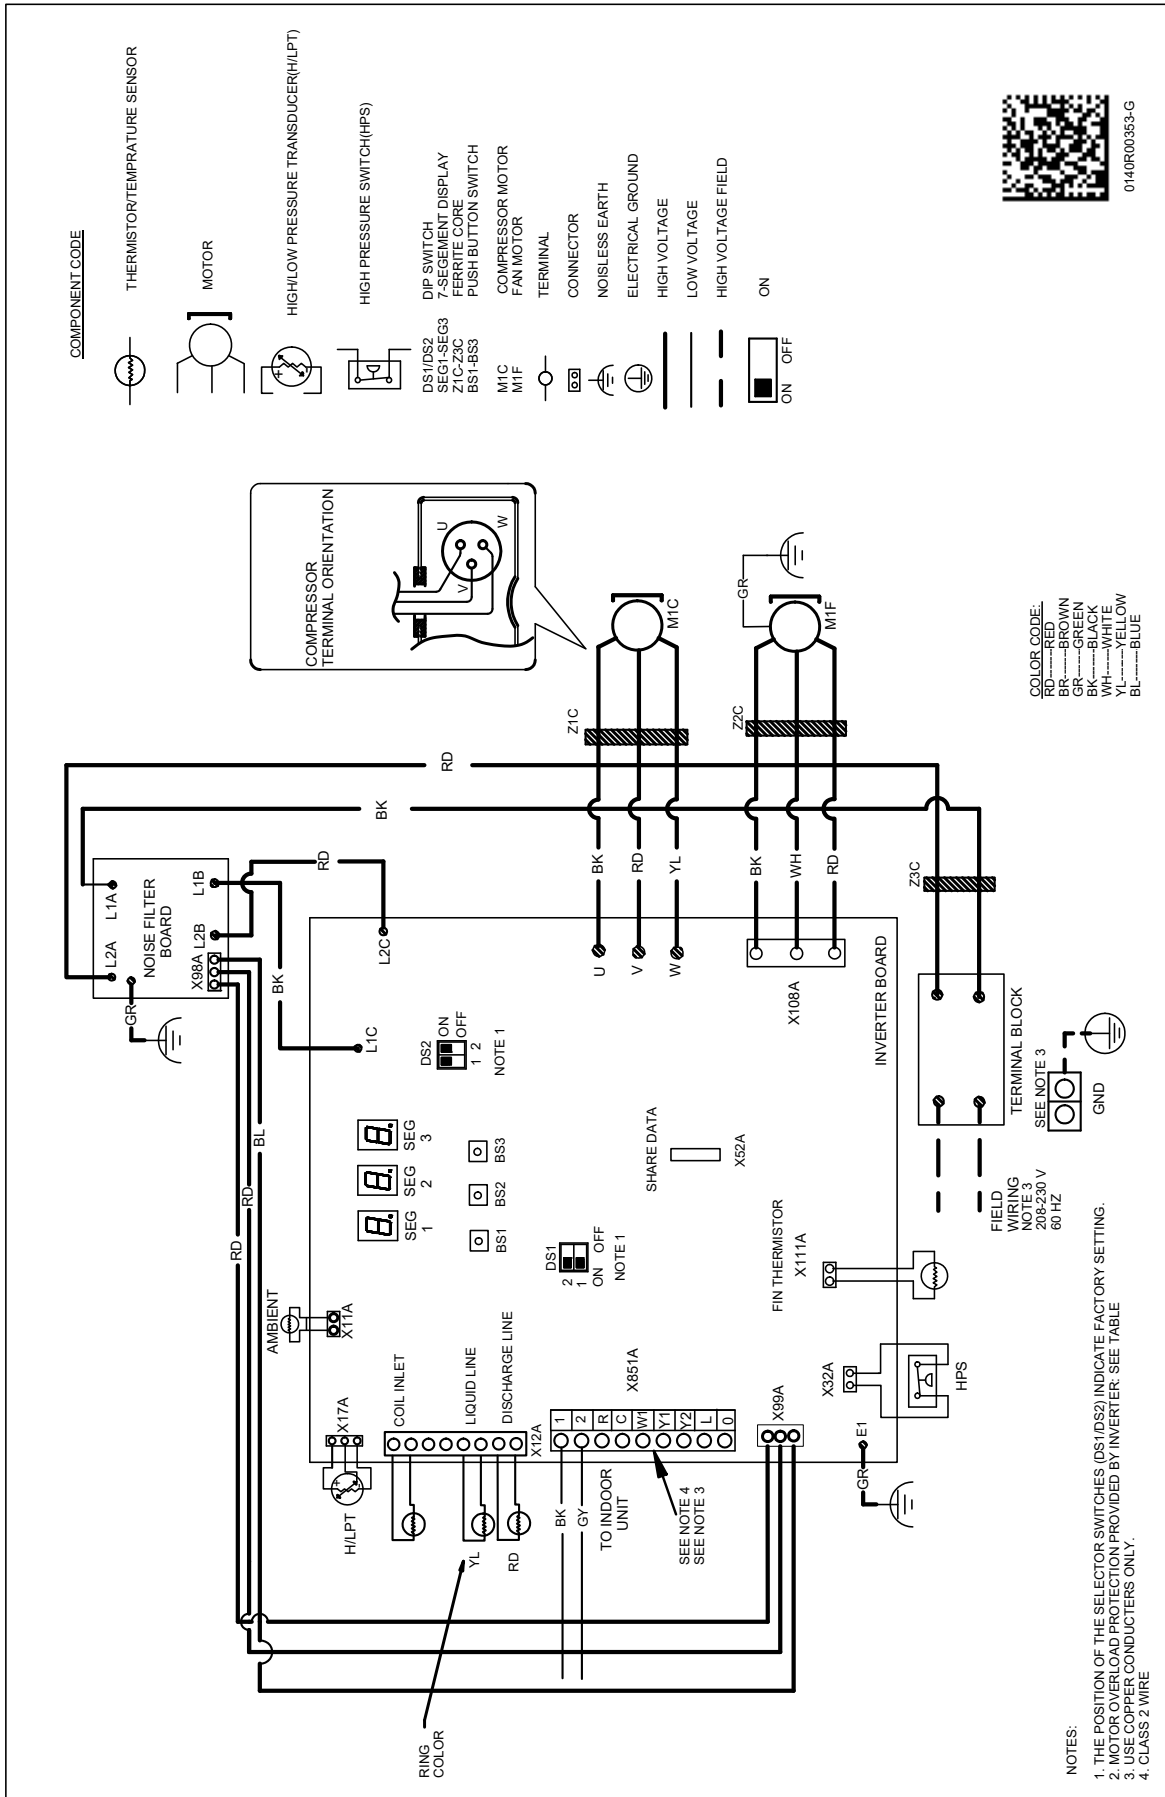 COMPONENT CODE
THERMISTOR/TEMPRATURE SENSOR
MOTOR
HIGH/LOW PRESSURE TRANSDUCER(H/LPT)
HIGH PRESSURE SWITCH(HPS)
DS1/DS2 DIP SWITCH
SEG1-SEG3 7-SEGEMENT DISPLAY
Z1C-Z3C FERRITE CORE
BS1-BS3 PUSH BUTTON SWITCH
M1C COMPRESSOR MOTOR
M1F FAN MOTOR
TERMINAL
CONNECTOR
NOISLESS EARTH
ELECTRICAL GROUND
HIGH VOLTAGE
LOW VOLTAGE
HIGH VOLTAGE FIELD
ON OFF
ON
0140R00353-G
COMPRESSOR
TERMINAL ORIENTATION
U
V
W
M1C
Z1C
M1F
Z2C
GR
COLOR CODE:
RD------RED
BR------BROWN
GR------GREEN
BK------BLACK
WH------WHITE
YL------YELLOW
BL------BLUE
RD
BK
L2A
L1A
NOISE FILTER
BOARD
X98A
L2B
L1B
GR
RD
BK
L2C
L1C
BK
RD
YL
U
V
W
BK
WH
RD
X108A
INVERTER BOARD
Z3C
TERMINAL BLOCK
SEE NOTE 3
GND
FIELD
WIRING
NOTE 3
208-230 V
60 HZ
RD
RD
BL
SEG
1
SEG
2
SEG
3
DS2
ON
OFF
1 2
NOTE 1
BS1
BS2
BS3
DS1
2
1
ON OFF
NOTE 1
SHARE DATA
X52A
AMBIENT
X11A
X17A
H/LPT
COIL INLET
LIQUID LINE
DISCHARGE LINE
X12A
YL
RD
RING
COLOR
X851A
1
2
R
C
W1
Y1
Y2
L
0
BK
GY
TO INDOOR
UNIT
SEE NOTE 4
SEE NOTE 3
X99A
E1
GR
FIN THERMISTOR
X111A
X32A
HPS
NOTES:
1. THE POSITION OF THE SELECTOR SWITCHES (DS1/DS2) INDICATE FACTORY SETTING.
2. MOTOR OVERLOAD PROTECTION PROVIDED BY INVERTER: SEE TABLE
3. USE COPPER CONDUCTERS ONLY.
4. CLASS 2 WIRE